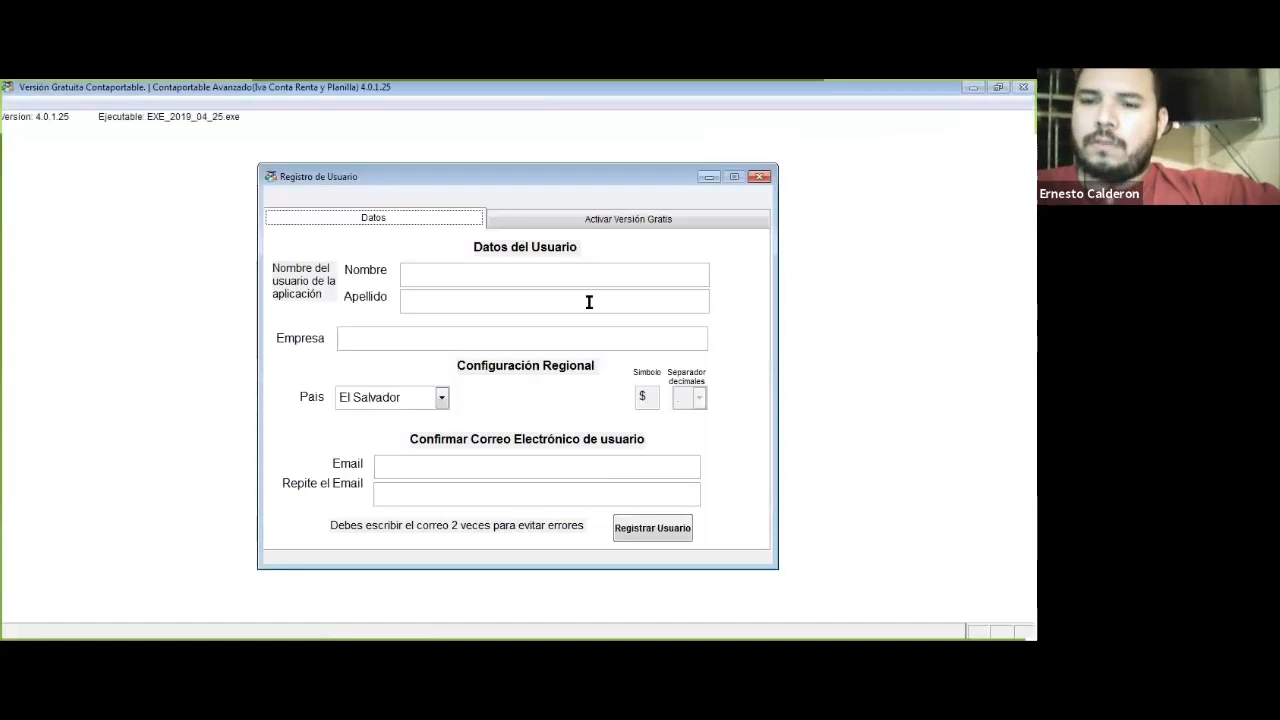 Versión Gratuita Contaportable. | Contaportable Avanzado(Iva Conta Renta y Planilla) 4.0.1.25
Version: 4.0.1.25 Ejecutable: EXE_2019_04_25.exe
Ernesto Calderon
Registro de Usuario
Datos Activar Versión Gratis
Datos del Usuario
Nombre del usuario de la aplicación
Nombre
Apellido
Empresa
Configuración Regional
Simbolo Separador decimales
Pais El Salvador $ .
Confirmar Correo Electrónico de usuario
Email
Repite el Email
Debes escribir el correo 2 veces para evitar errores Registrar Usuario